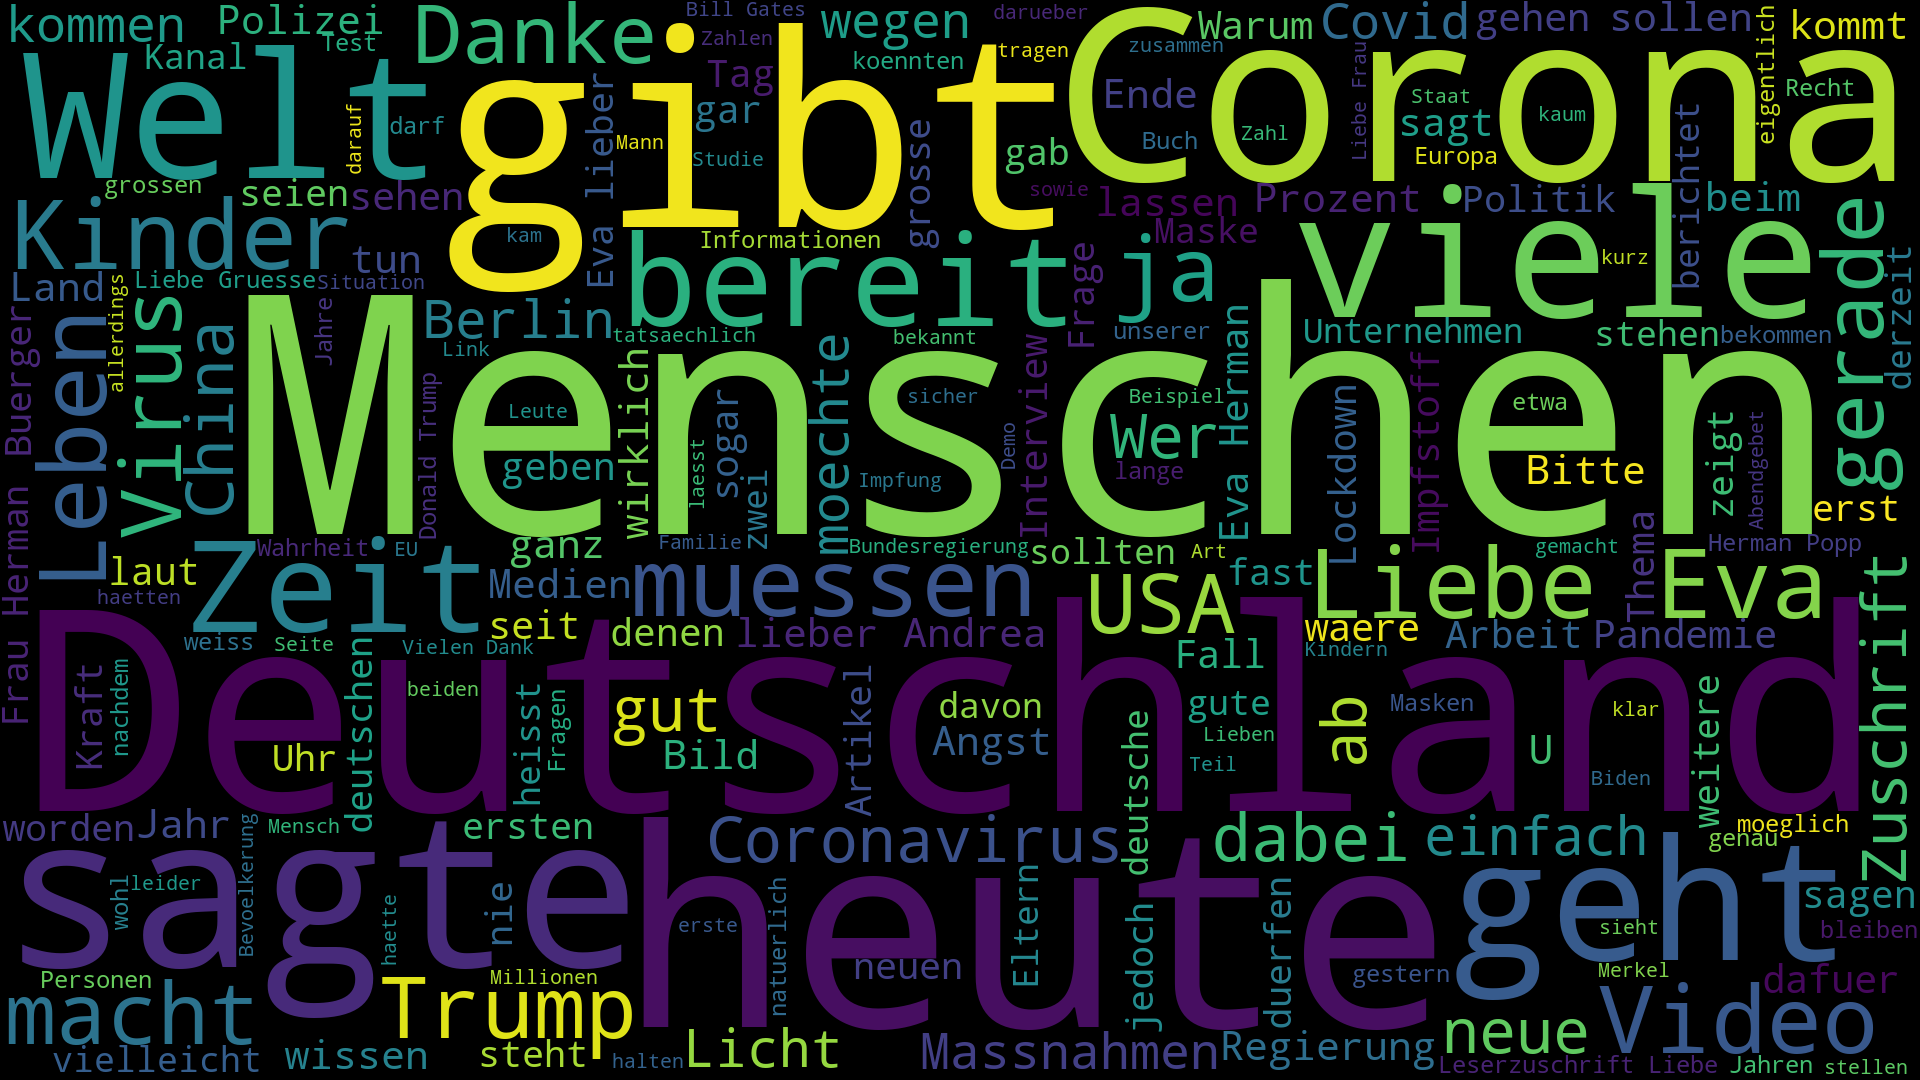 kommen
Polizei
Danke
Bill Gates
wegen
darueber
Warum
Covid
gehen
sollen
kommt
Kanal
Test
Zahlen
Tag
koennten
tragen
zusammen
Corona
eigentlich
Welt
gibt
darauf
darf
Eva lieber
gar
Mann
Studie
grosse
gab
Ende
Buch
Zahl
Liebe Frau
sagt
Staat
Europa
kaum
Recht
berichtet
grossen
seien
sehen
sowie
lassen
Prozent
Politik
beim
Kinder
tun
kam
Informationen
bereit
Frage
Maske
ja
viele
kurz
gerade
derzeit
Land
Liebe Gruesse
Situation
allerdings
Virus
China
Jahre
Berlin
Link
tatsaechlich
bekannt
unserer
Unternehmen
stehen
bekommen
Frau Herman Buerger
Leben
Menschen
Donald Trump
Leute
geben
wirklich
laesst
sogar
zwei
moechte
sicher
Impfung
Demo
Interview
Beispiel
Wer
lange
Eva Herman
Lockdown
Impfstoff
etwa
Bitte
zeigt
Abendgebet
erst
laut
Wahrheit
EU
ganz
Familie
Bundesregierung
sollten
Art
gemacht
Herman Popp
haetten
Zeit
Medien
muessen
USA
fast
Liebe Eva
Thema
Zuschrift
weiss
Seite
Vielen Dank
seit
denen
lieber Andrea
Fall
waere
Kindern
Arbeit
Pandemie
Deutschland
Kraft
nachdem
deutschen
beiden
heisst
Fragen
gut
Bild
Artikel
davon
Angst
deutsche
gute
Lieben
Teil
ab
Masken
U
klar
Biden
weitere
Uhr
worden
Jahr
Mensch
ersten
Coronavirus
dabei
einfach
genau
moeglich
sagte
wohl
leider
Bevoelkerung
haette
nie
heute
erste
natuerlich
neuen
Eltern
jedoch
duerfen
gestern
geht
sieht
sagen
bleiben
Personen
Millionen
Merkel
dafuer
macht
Trump
Video
vielleicht
wissen
steht
halten
Licht
Massnahmen
Regierung
neue
Leserzuschrift Liebe
Jahren
stellen